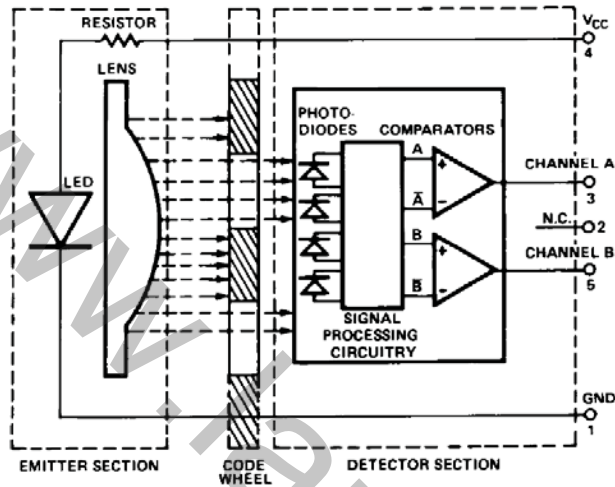 RESISTOR
VCC
4
LENS
PHOTO-
DIODES
COMPARATORS
LED
A
CHANNEL A
3
Ā
N.C.
2
B
CHANNEL B
5
B̄
SIGNAL
PROCESSING
CIRCUITRY
GND
1
EMITTER SECTION
CODE
WHEEL
DETECTOR SECTION